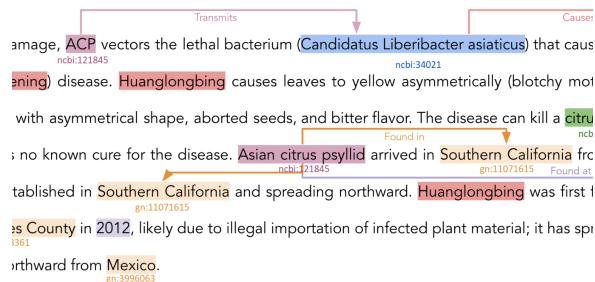 Transmits Causes
amage, ACP vectors the lethal bacterium (Candidatus Liberibacter asiaticus) that caus
ncbi:121845 ncbi:34021
ening) disease. Huanglongbing causes leaves to yellow asymmetrically (blotchy mot
with asymmetrical shape, aborted seeds, and bitter flavor. The disease can kill a citru
Found in ncb
s no known cure for the disease. Asian citrus psyllid arrived in Southern California fro
ncbi:121845 gn:11071615 Found at
tablished in Southern California and spreading northward. Huanglongbing was first f
gn:11071615
es County in 2012, likely due to illegal importation of infected plant material; it has spr
3361
orthward from Mexico.
gn:3996063